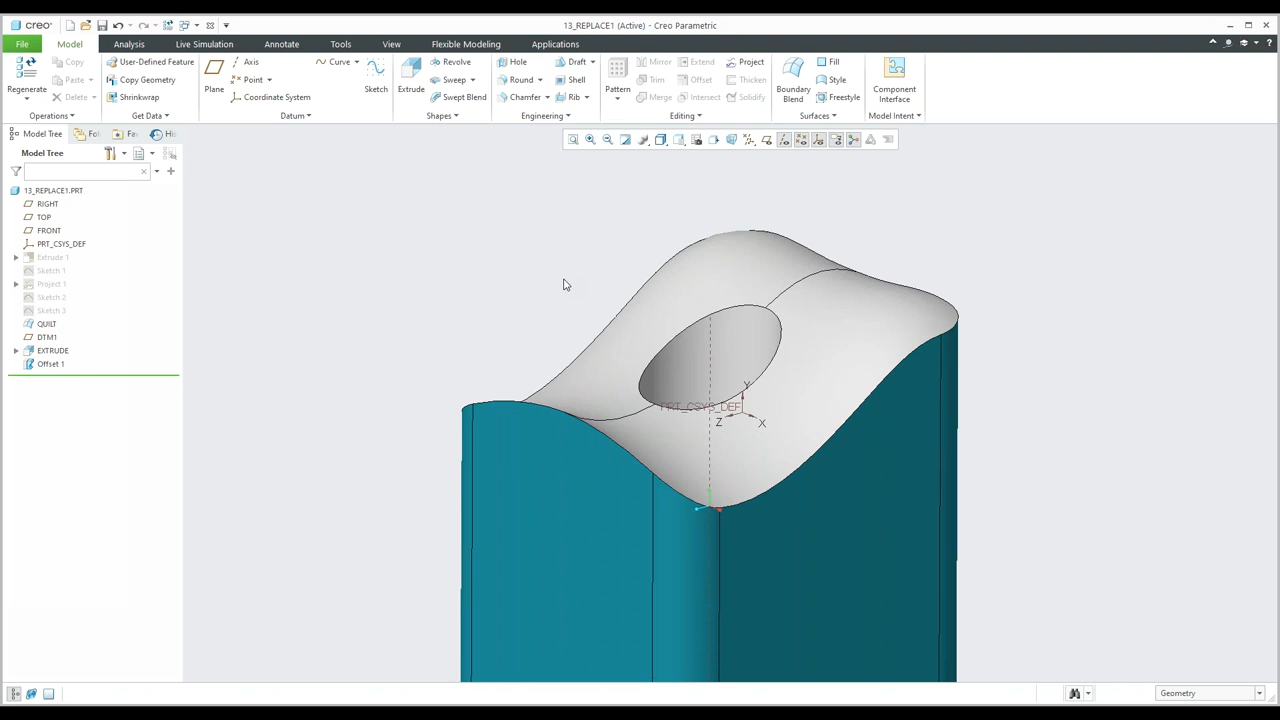 creo
13_REPLACE1 (Active) - Creo Parametric
File Model Analysis Live Simulation Annotate Tools View Flexible Modeling Applications
Copy User-Defined Feature Axis Curve Revolve Hole Draft Mirror Extend Project Fill
Regenerate Paste Copy Geometry Plane Point Sketch Extrude Sweep Round Shell Pattern Trim Offset Thicken Boundary Blend Style Component Interface
Delete Shrinkwrap Coordinate System Swept Blend Chamfer Rib Merge Intersect Solidify Freestyle
Operations Get Data Datum Shapes Engineering Editing Surfaces Model Intent
Model Tree Fol Fav His
Model Tree
13_REPLACE1.PRT
RIGHT
TOP
FRONT
PRT_CSYS_DEF
Extrude 1
Sketch 1
Project 1
Sketch 2
Sketch 3
QUILT
DTM1
EXTRUDE
Offset 1
Y
PRT_CSYS_DEF
Z X
Geometry